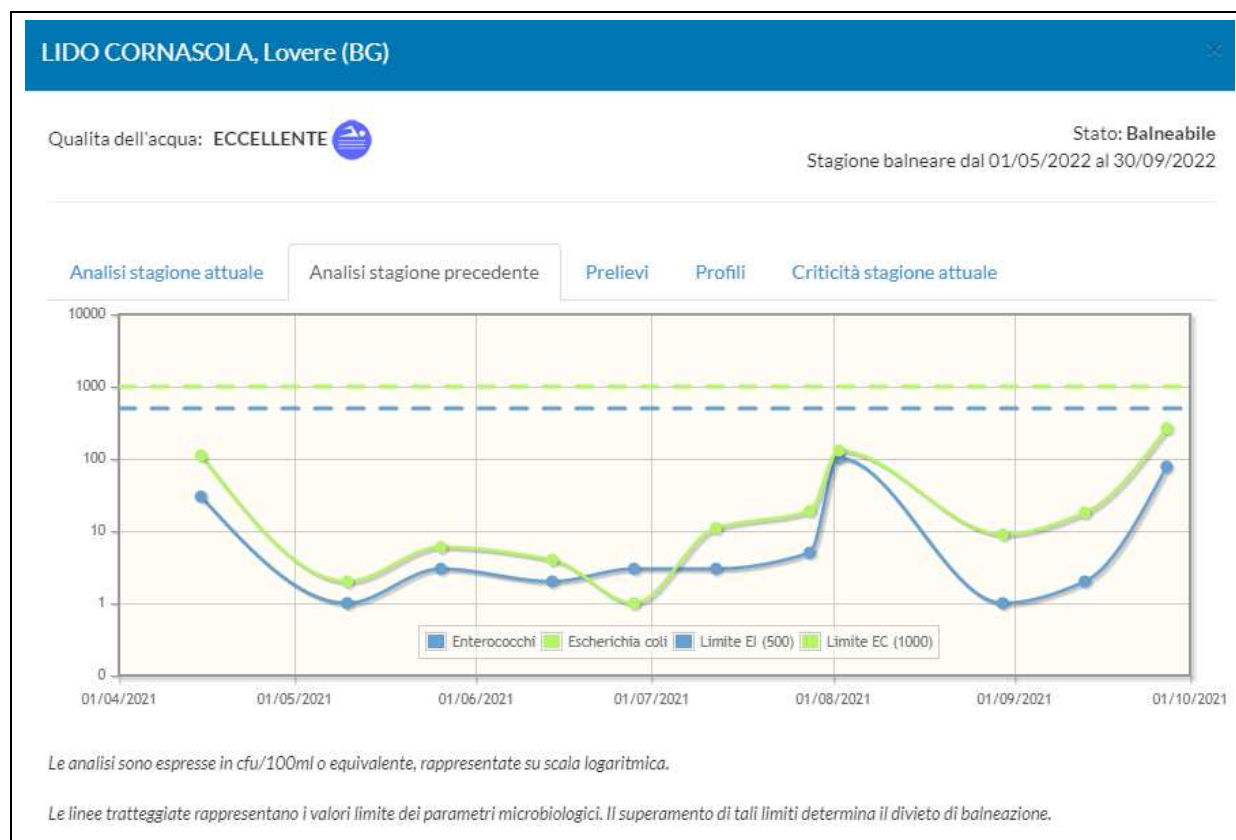 LIDO CORNASOLA, Lovere (BG)
×
Qualita dell'acqua: ECCELLENTE
Stato: Balneabile
Stagione balneare dal 01/05/2022 al 30/09/2022
Analisi stagione attuale Analisi stagione precedente Prelievi Profili Criticità stagione attuale
10000
1000
100
10
1
0
Enterococchi Escherichia coli Limite EI (500) Limite EC (1000)
01/04/2021 01/05/2021 01/06/2021 01/07/2021 01/08/2021 01/09/2021 01/10/2021
Le analisi sono espresse in cfu/100ml o equivalente, rappresentate su scala logaritmica.
Le linee tratteggiate rappresentano i valori limite dei parametri microbiologici. Il superamento di tali limiti determina il divieto di balneazione.